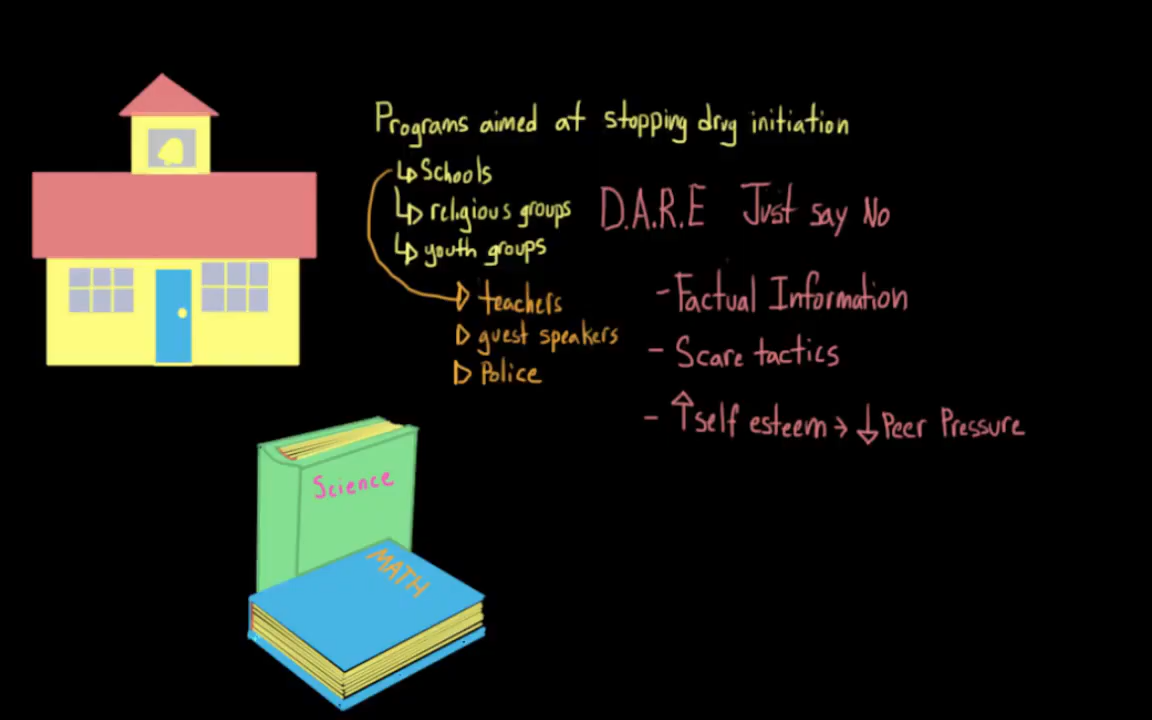 Programs aimed at stopping drug initiation
Schools
religious groups
youth groups
teachers
guest speakers
Police
D.A.R.E Just say No
- Factual Information
- Scare tactics
- ↑ self esteem → ↓ Peer Pressure
Science
MATH